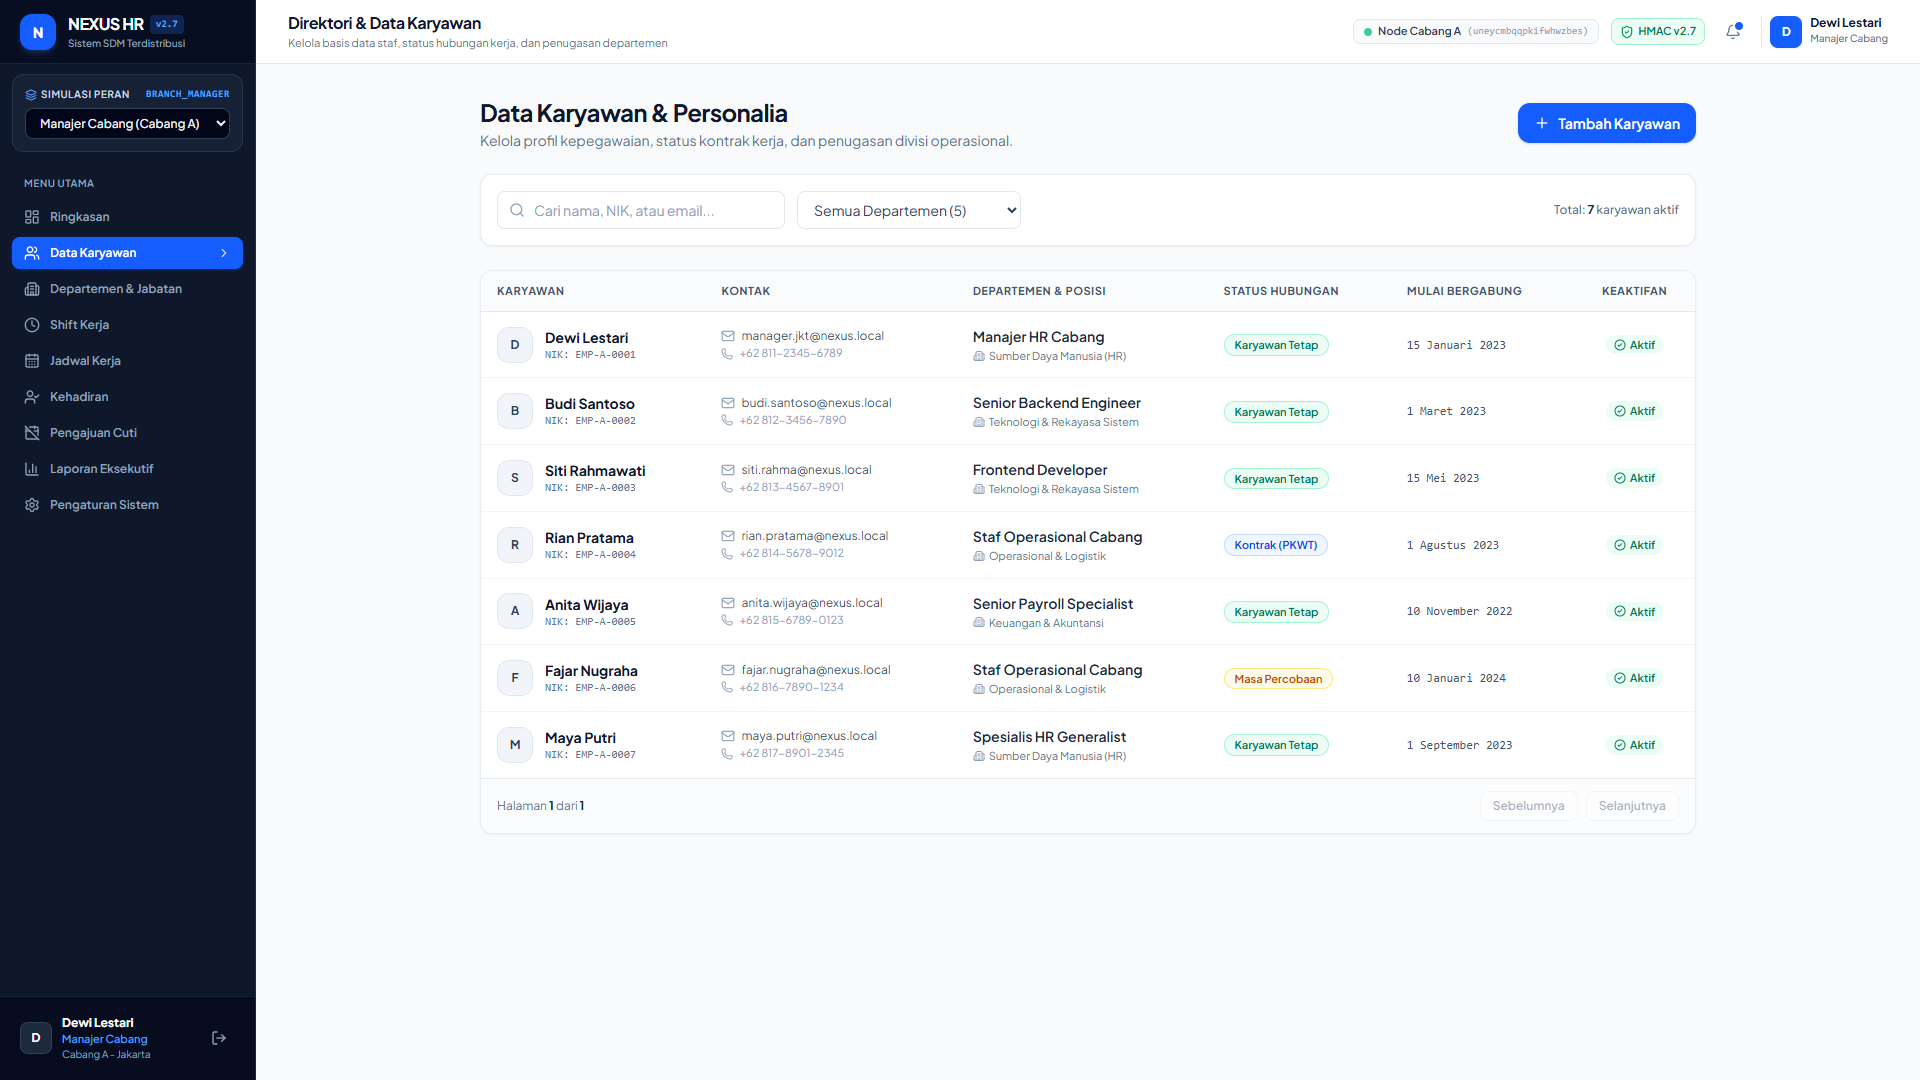 N
NEXUS HR v2.7
Sistem SDM Terdistribusi
SIMULASI PERAN BRANCH_MANAGER
Manajer Cabang (Cabang A)
MENU UTAMA
Ringkasan
Data Karyawan
Departemen & Jabatan
Shift Kerja
Jadwal Kerja
Kehadiran
Pengajuan Cuti
Laporan Eksekutif
Pengaturan Sistem
D
Dewi Lestari
Manajer Cabang
Cabang A - Jakarta
Direktori & Data Karyawan
Kelola basis data staf, status hubungan kerja, dan penugasan departemen
Node Cabang A (uneycmbqqpkifwhwzbes)
HMAC v2.7
D
Dewi Lestari
Manajer Cabang
Data Karyawan & Personalia
Kelola profil kepegawaian, status kontrak kerja, dan penugasan divisi operasional.
Tambah Karyawan
Cari nama, NIK, atau email...
Semua Departemen (5)
Total: 7 karyawan aktif
KARYAWAN KONTAK DEPARTEMEN & POSISI STATUS HUBUNGAN MULAI BERGABUNG KEAKTIFAN
D Dewi Lestari manager.jkt@nexus.local Manajer HR Cabang Karyawan Tetap 15 Januari 2023 Aktif
NIK: EMP-A-0001 +62 811-2345-6789 Sumber Daya Manusia (HR)
B Budi Santoso budi.santoso@nexus.local Senior Backend Engineer Karyawan Tetap 1 Maret 2023 Aktif
NIK: EMP-A-0002 +62 812-3456-7890 Teknologi & Rekayasa Sistem
S Siti Rahmawati siti.rahma@nexus.local Frontend Developer Karyawan Tetap 15 Mei 2023 Aktif
NIK: EMP-A-0003 +62 813-4567-8901 Teknologi & Rekayasa Sistem
R Rian Pratama rian.pratama@nexus.local Staf Operasional Cabang Kontrak (PKWT) 1 Agustus 2023 Aktif
NIK: EMP-A-0004 +62 814-5678-9012 Operasional & Logistik
A Anita Wijaya anita.wijaya@nexus.local Senior Payroll Specialist Karyawan Tetap 10 November 2022 Aktif
NIK: EMP-A-0005 +62 815-6789-0123 Keuangan & Akuntansi
F Fajar Nugraha fajar.nugraha@nexus.local Staf Operasional Cabang Masa Percobaan 10 Januari 2024 Aktif
NIK: EMP-A-0006 +62 816-7890-1234 Operasional & Logistik
M Maya Putri maya.putri@nexus.local Spesialis HR Generalist Karyawan Tetap 1 September 2023 Aktif
NIK: EMP-A-0007 +62 817-8901-2345 Sumber Daya Manusia (HR)
Halaman 1 dari 1
Sebelumnya Selanjutnya